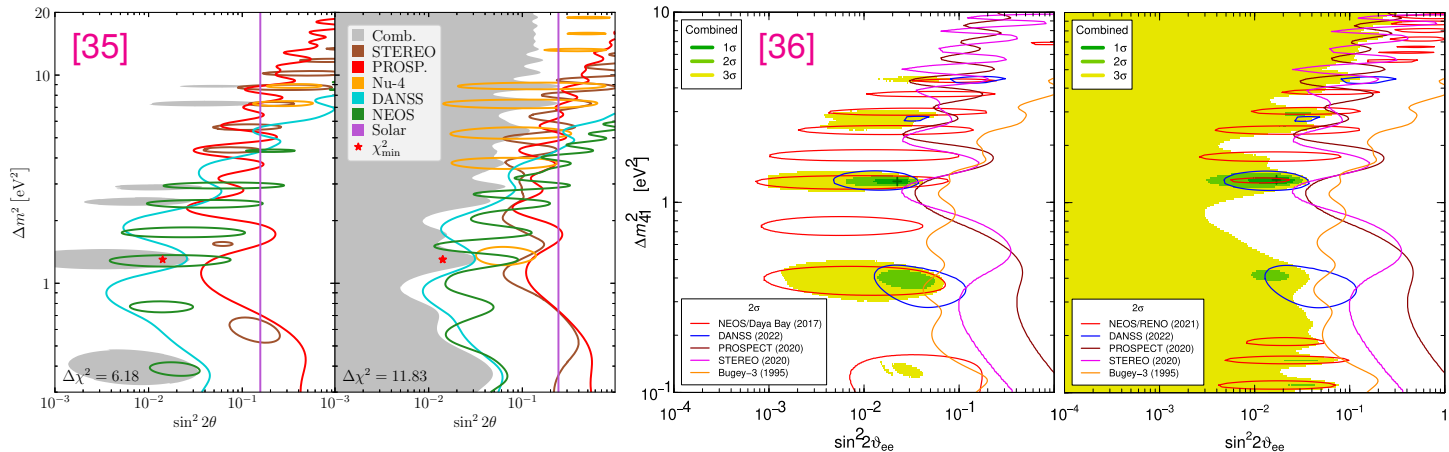 [35]
Comb.
STEREO
PROSP.
Nu-4
DANSS
NEOS
Solar
χ²min
20
10
1
Δm² [eV²]
Δχ² = 6.18
Δχ² = 11.83
10⁻³ 10⁻² 10⁻¹ 10⁻³ 10⁻² 10⁻¹
sin² 2θ
sin² 2θ
[36]
Combined
1σ
2σ
3σ
10
1
10⁻¹
Δm²41 [eV²]
2σ
NEOS/Daya Bay (2017)
DANSS (2022)
PROSPECT (2020)
STEREO (2020)
Bugey−3 (1995)
10⁻⁴ 10⁻³ 10⁻² 10⁻¹ 1
sin²2ϑee
Combined
1σ
2σ
3σ
2σ
NEOS/RENO (2021)
DANSS (2022)
PROSPECT (2020)
STEREO (2020)
Bugey−3 (1995)
10⁻⁴ 10⁻³ 10⁻² 10⁻¹ 1
sin²2ϑee